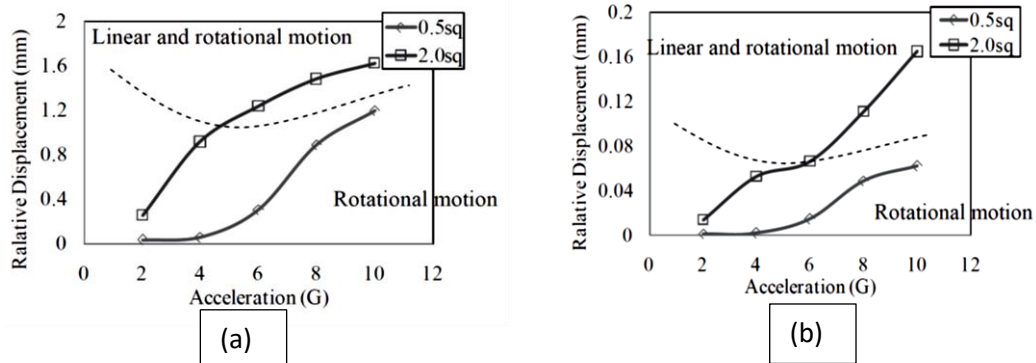 2
1.6
1.2
0.8
0.4
0
Ralative Displacement (mm)
Linear and rotational motion
0.5sq
2.0sq
Rotational motion
0 2 4 6 8 10 12
Acceleration (G)
(a)
0.2
0.16
0.12
0.08
0.04
0
Ralative Displacement (mm)
Linear and rotational motion
0.5sq
2.0sq
Rotational motion
0 2 4 6 8 10 12
Acceleration (G)
(b)